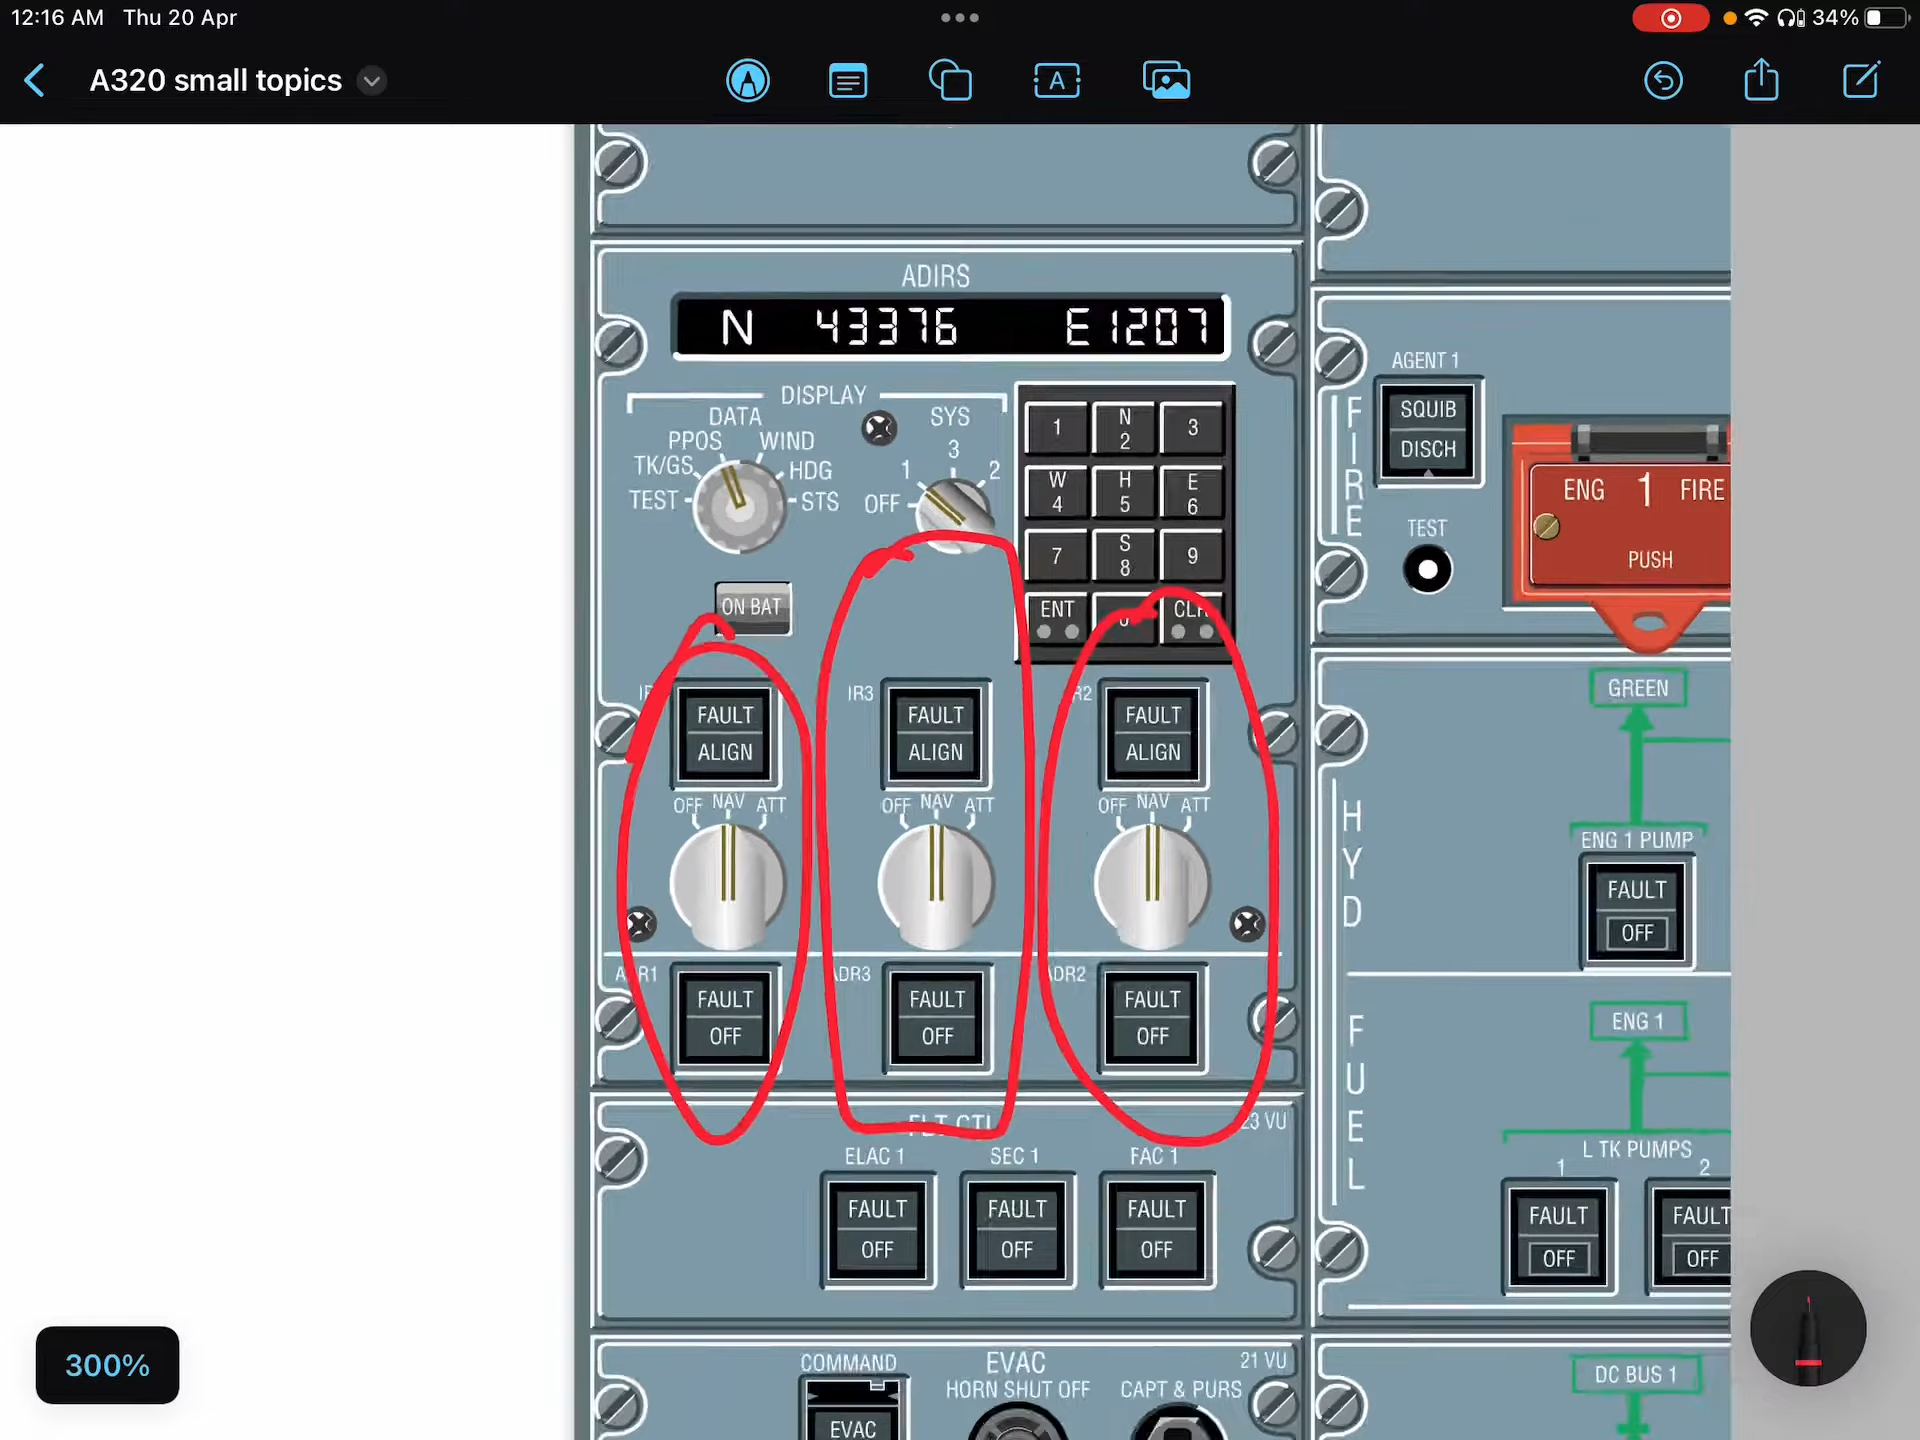 12:16 AM Thu 20 Apr
34%
A320 small topics
ADIRS
N 43376 E1207
DISPLAY
DATA
SYS
PPOS
WIND
3
TK/GS
HDG
1
2
TEST
STS
OFF
1
N
2
3
W
4
H
5
E
6
7
S
8
9
ENT
ON BAT
AGENT 1
SQUIB
DISCH
FIRE
TEST
ENG 1 FIRE
PUSH
FAULT
ALIGN
IR3
FAULT
ALIGN
FAULT
ALIGN
OFF NAV ATT
OFF NAV ATT
OFF NAV ATT
FAULT
OFF
FAULT
OFF
ADR2
FAULT
OFF
GREEN
HYD
ENG 1 PUMP
FAULT
OFF
ENG 1
FUEL
L TK PUMPS
1 2
FAULT
OFF
FAULT
OFF
FLT CTL
23 VU
ELAC 1
SEC 1
FAC 1
FAULT
OFF
FAULT
OFF
FAULT
OFF
300%
COMMAND
EVAC
21 VU
HORN SHUT OFF
CAPT & PURS
EVAC
DC BUS 1